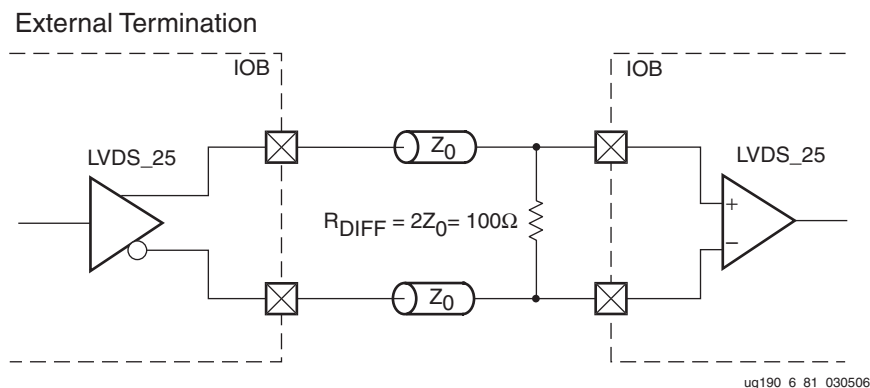 External Termination
IOB
IOB
LVDS_25
Z0
LVDS_25
+
RDIFF = 2Z0= 100Ω
–
Z0
ug190_6_81_030506